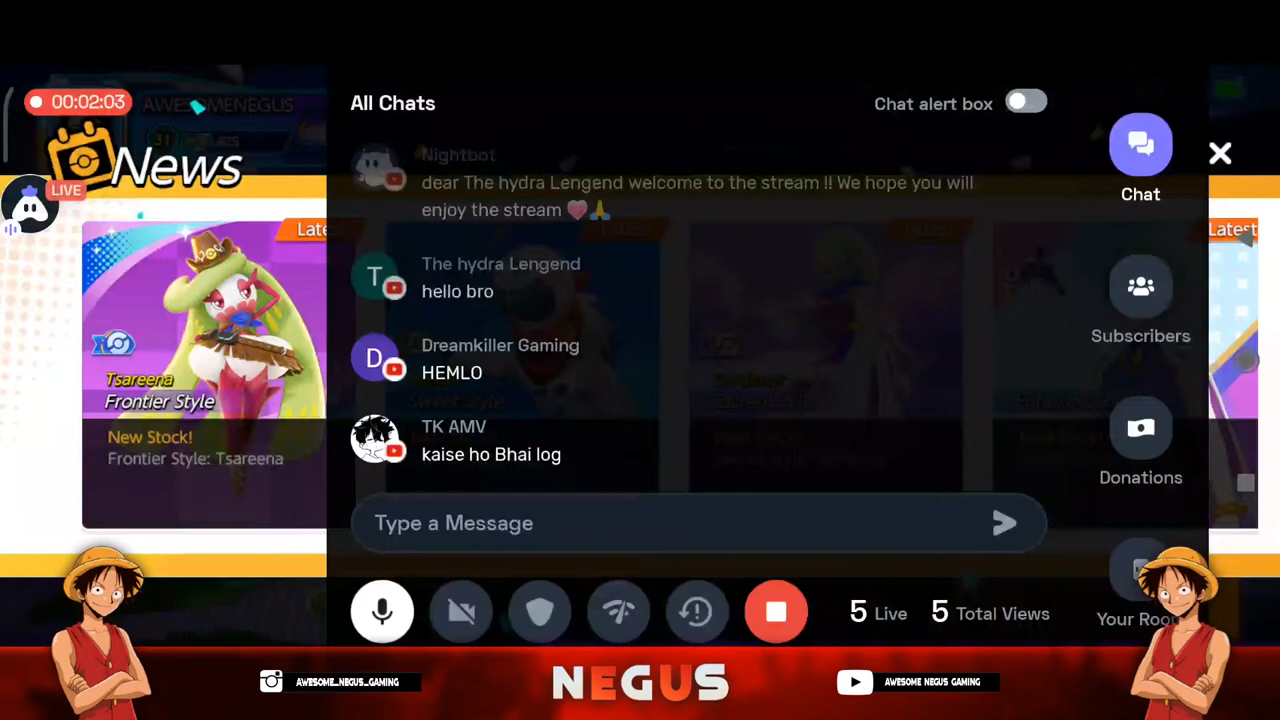 00:02:03
AWESOMENEGUS
31
News
LIVE
Latest
Tsareena
Frontier Style
New Stock!
Frontier Style: Tsareena
All Chats
Chat alert box
Nightbot
dear The hydra Lengend welcome to the stream !! We hope you will
enjoy the stream 💗🙏
T
The hydra Lengend
hello bro
D
Dreamkiller Gaming
HEMLO
TK AMV
kaise ho Bhai log
Type a Message
5 Live
5 Total Views
Chat
Subscribers
Donations
Your Roo
AWESOME_NEGUS_GAMING
NEGUS
AWESOME NEGUS GAMING